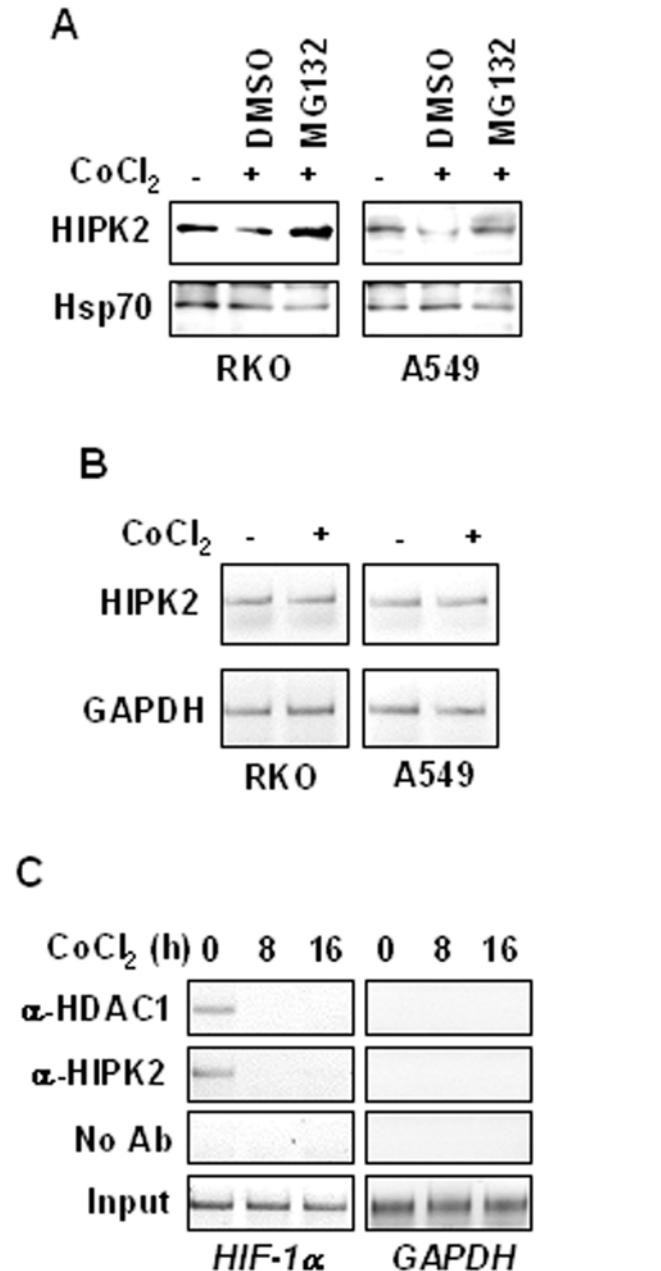 A
DMSO MG132 DMSO MG132
CoCl₂ - + + - + +
HIPK2
Hsp70
RKO A549
B
CoCl₂ - + - +
HIPK2
GAPDH
RKO A549
C
CoCl₂ (h) 0 8 16 0 8 16
α-HDAC1
α-HIPK2
No Ab
Input
HIF-1α GAPDH